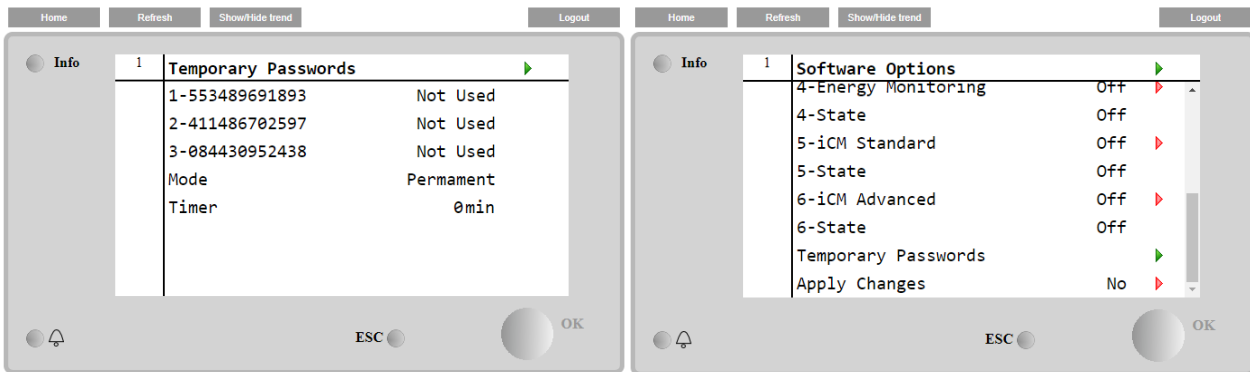 Home Refresh Show/Hide trend Logout
Info
1 Temporary Passwords
1-553489691893 Not Used
2-411486702597 Not Used
3-084430952438 Not Used
Mode Permament
Timer 0min
ESC OK
Home Refresh Show/Hide trend Logout
Info
1 Software Options
4-Energy Monitoring Off
4-State Off
5-iCM Standard Off
5-State Off
6-iCM Advanced Off
6-State Off
Temporary Passwords
Apply Changes No
ESC OK